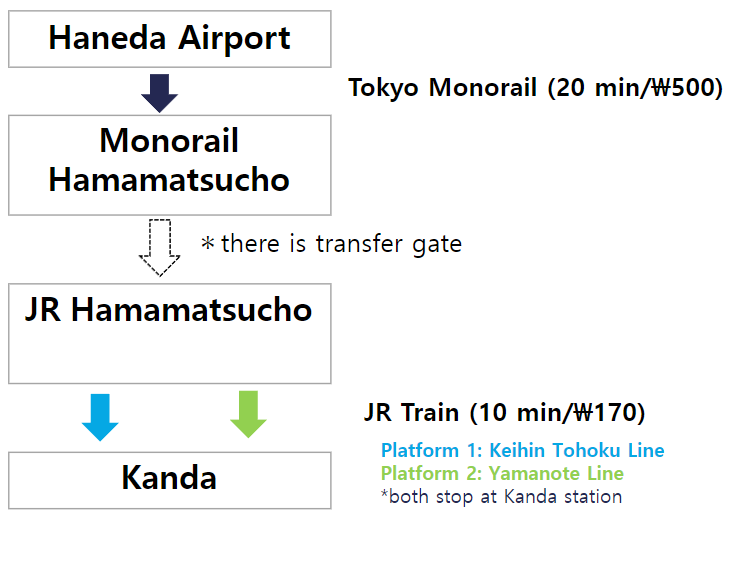 Haneda Airport
Tokyo Monorail (20 min/₩500)
Monorail
Hamamatsucho
＊there is transfer gate
JR Hamamatsucho
JR Train (10 min/₩170)
Platform 1: Keihin Tohoku Line
Platform 2: Yamanote Line
*both stop at Kanda station
Kanda